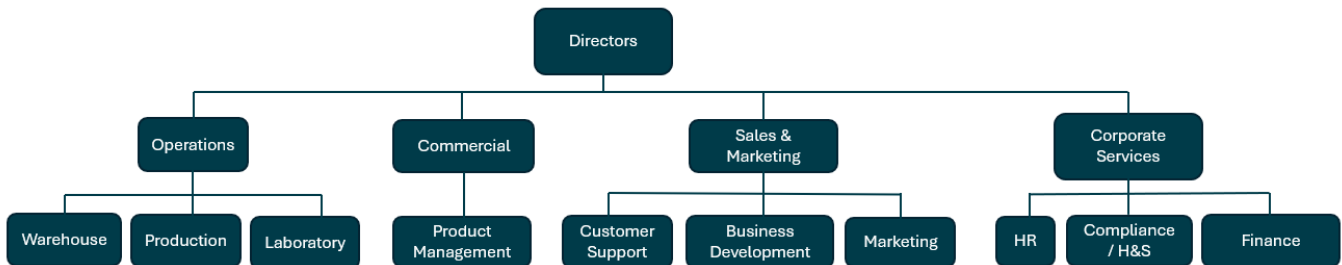 Directors
Operations
Commercial
Sales &
Marketing
Corporate
Services
Warehouse
Production
Laboratory
Product
Management
Customer
Support
Business
Development
Marketing
HR
Compliance
/ H&S
Finance